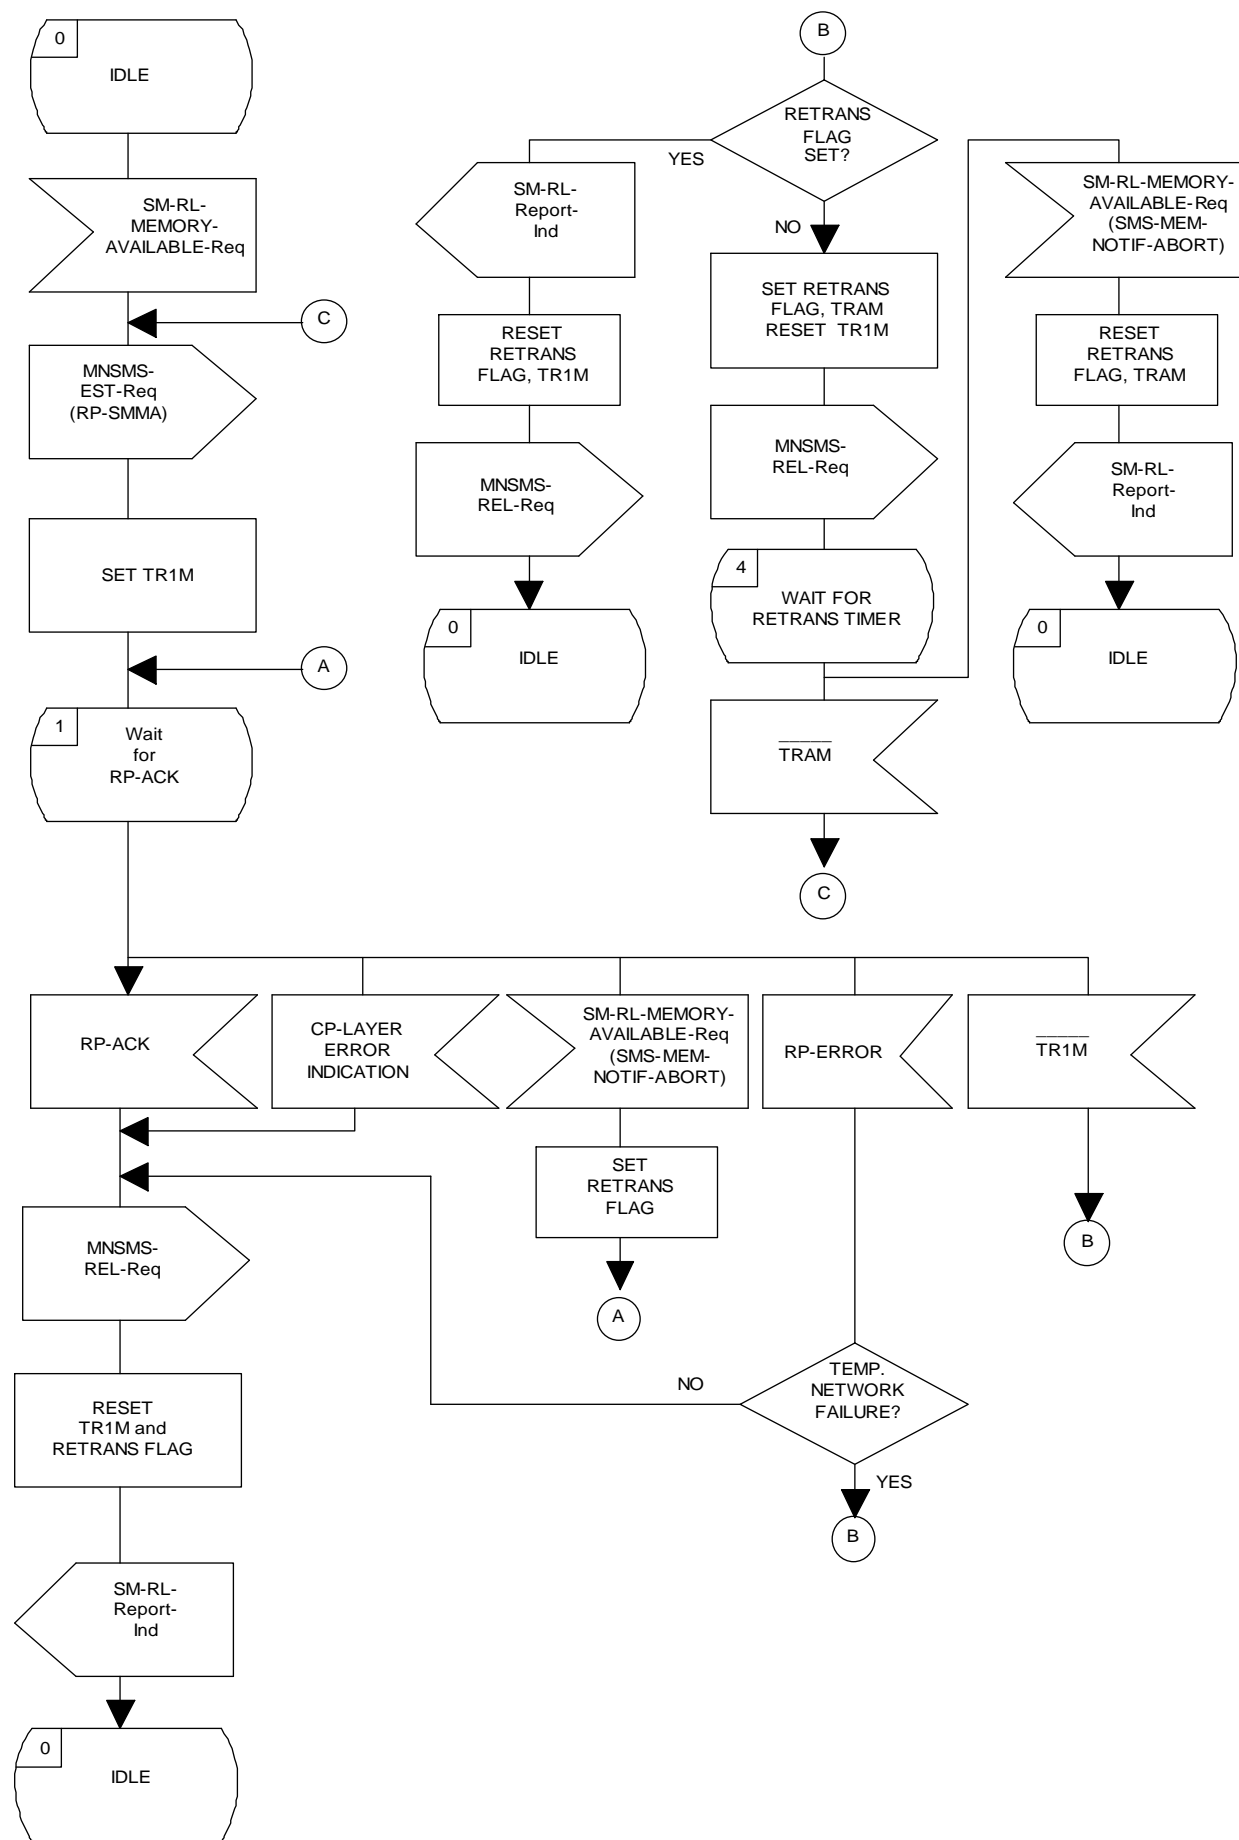 0
IDLE
SM-RL-
MEMORY-
AVAILABLE-Req
C
MNSMS-
EST-Req
(RP-SMMA)
SET TR1M
A
1
Wait
for
RP-ACK
B
RETRANS
FLAG
SET?
YES
NO
SM-RL-
Report-
Ind
RESET
RETRANS
FLAG, TR1M
MNSMS-
REL-Req
0
IDLE
SET RETRANS
FLAG, TRAM
RESET TR1M
MNSMS-
REL-Req
4
WAIT FOR
RETRANS TIMER
TRAM
C
SM-RL-MEMORY-
AVAILABLE-Req
(SMS-MEM-
NOTIF-ABORT)
RESET
RETRANS
FLAG, TRAM
SM-RL-
Report-
Ind
0
IDLE
RP-ACK
CP-LAYER
ERROR
INDICATION
SM-RL-MEMORY-
AVAILABLE-Req
(SMS-MEM-
NOTIF-ABORT)
RP-ERROR
TR1M
SET
RETRANS
FLAG
A
B
MNSMS-
REL-Req
TEMP.
NETWORK
FAILURE?
NO
YES
B
RESET
TR1M and
RETRANS FLAG
SM-RL-
Report-
Ind
0
IDLE